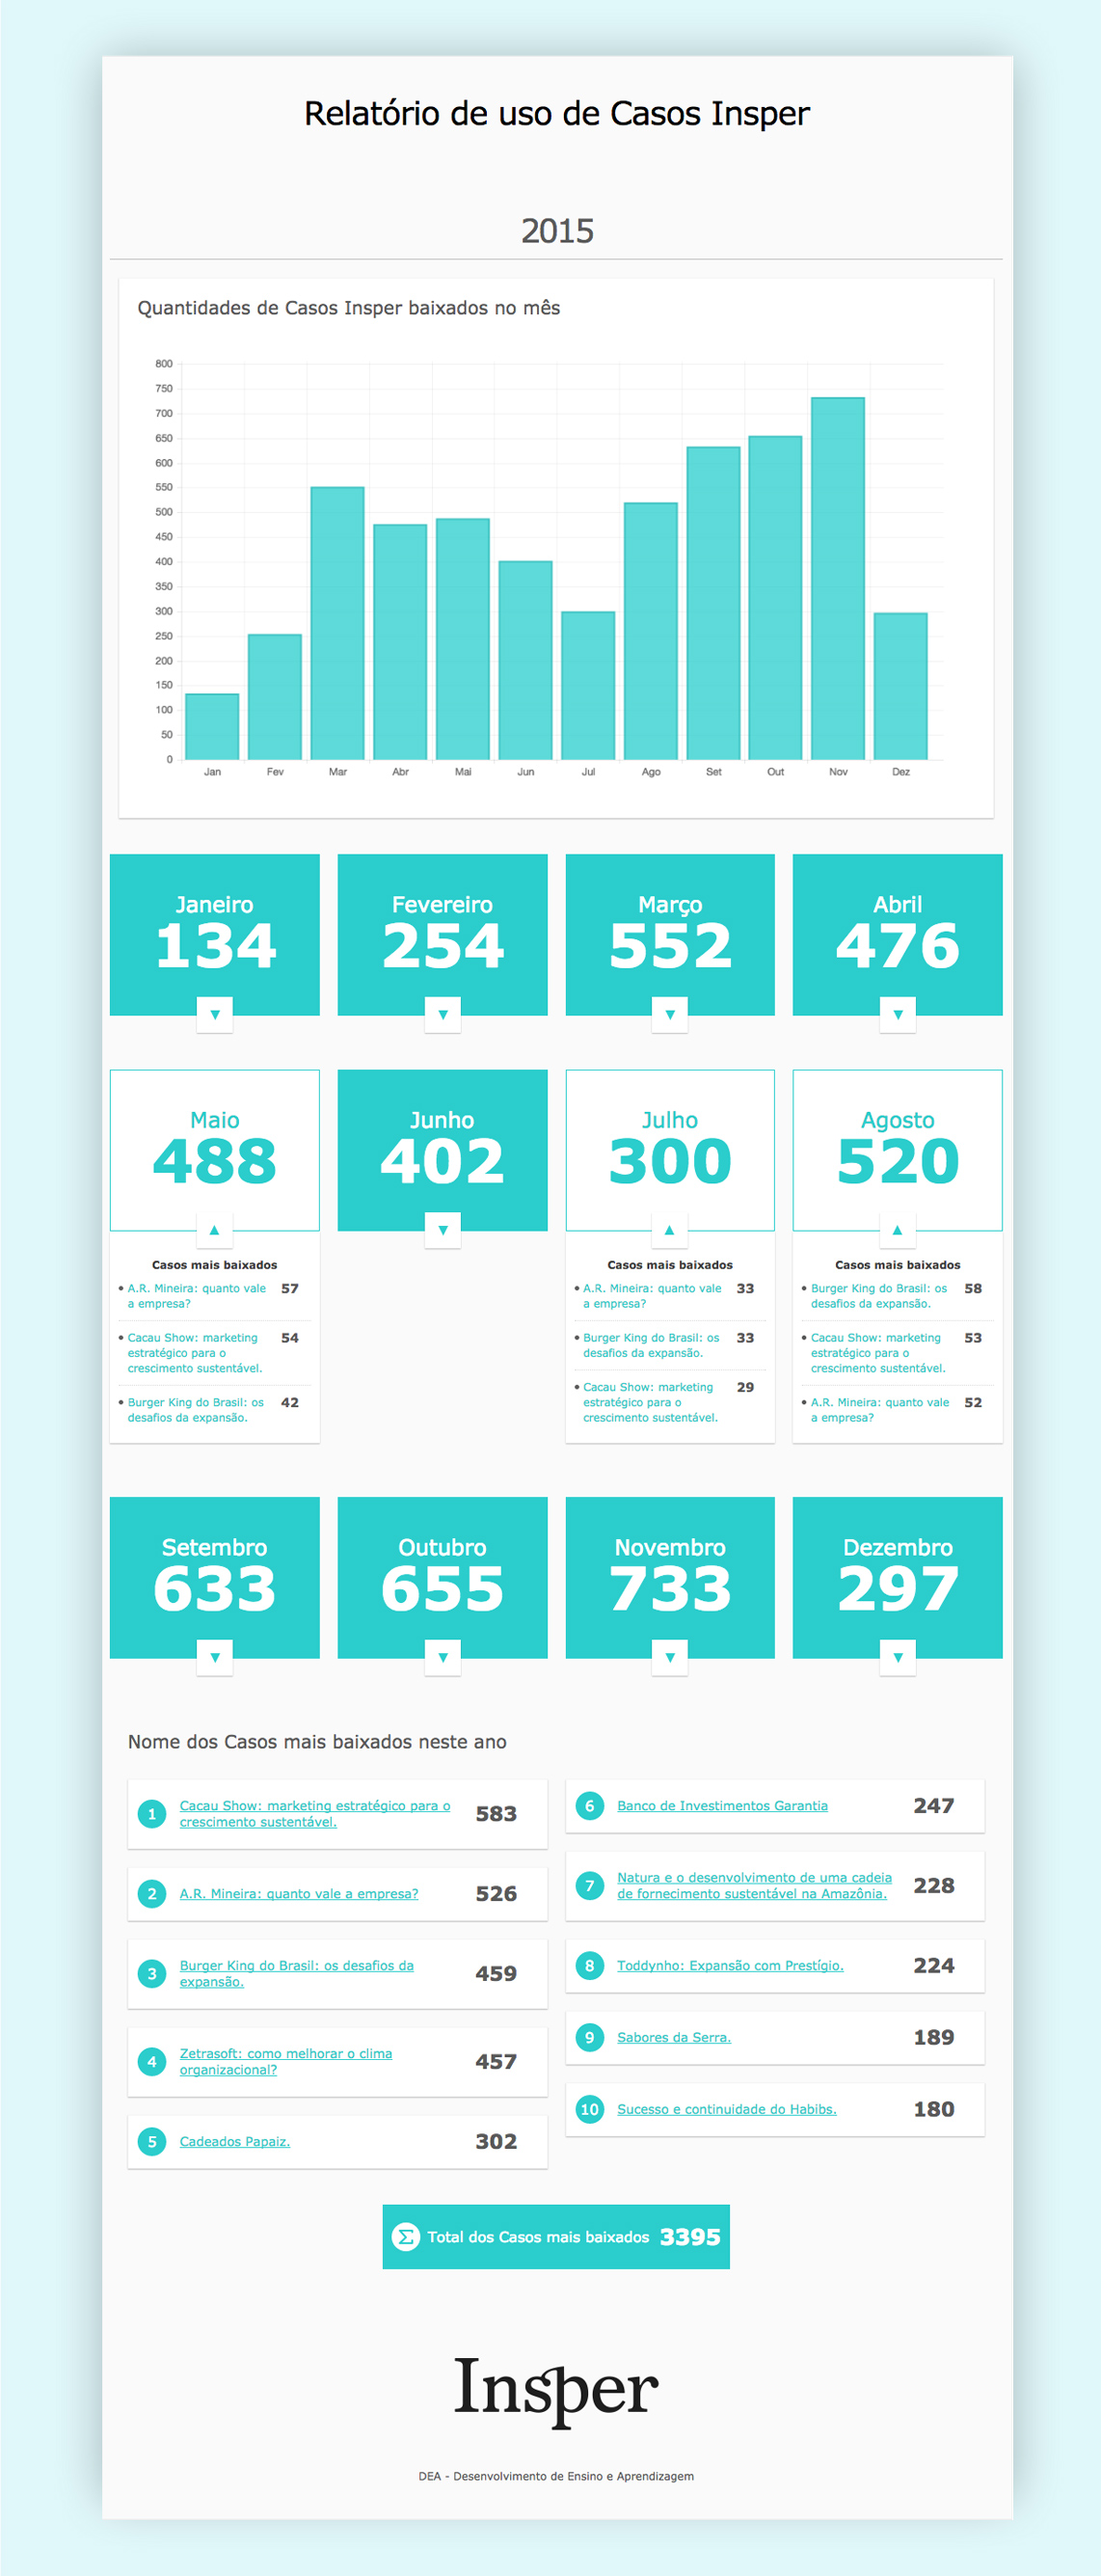 Relatório de uso de Casos Insper
2015
Quantidades de Casos Insper baixados no mês
800
750
700
650
600
550
500
450
400
350
300
250
200
150
100
50
0
Jan Fev Mar Abr Mai Jun Jul Ago Set Out Nov Dez
Janeiro
134
Fevereiro
254
Março
552
Abril
476
Maio
488
Casos mais baixados
• A.R. Mineira: quanto vale 57
a empresa?
• Cacau Show: marketing 54
estratégico para o
crescimento sustentável.
• Burger King do Brasil: os 42
desafios da expansão.
Junho
402
Julho
300
Casos mais baixados
• A.R. Mineira: quanto vale 33
a empresa?
• Burger King do Brasil: os 33
desafios da expansão.
• Cacau Show: marketing 29
estratégico para o
crescimento sustentável.
Agosto
520
Casos mais baixados
• Burger King do Brasil: os 58
desafios da expansão.
• Cacau Show: marketing 53
estratégico para o
crescimento sustentável.
• A.R. Mineira: quanto vale 52
a empresa?
Setembro
633
Outubro
655
Novembro
733
Dezembro
297
Nome dos Casos mais baixados neste ano
1 Cacau Show: marketing estratégico para o 583
crescimento sustentável.
2 A.R. Mineira: quanto vale a empresa? 526
3 Burger King do Brasil: os desafios da 459
expansão.
4 Zetrasoft: como melhorar o clima 457
organizacional?
5 Cadeados Papaiz. 302
6 Banco de Investimentos Garantia 247
7 Natura e o desenvolvimento de uma cadeia 228
de fornecimento sustentável na Amazônia.
8 Toddynho: Expansão com Prestígio. 224
9 Sabores da Serra. 189
10 Sucesso e continuidade do Habibs. 180
Σ Total dos Casos mais baixados 3395
Insper
DEA - Desenvolvimento de Ensino e Aprendizagem